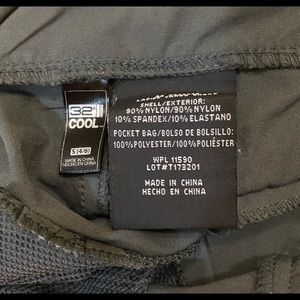 32
COOL
S (4/6)
MADE IN CHINA
HECHO EN CHINA
SHELL/EXTERIOR:
90% NYLON/90% NYLON
10% SPANDEX/10% ELASTANO
POCKET BAG/BOLSO DE BOLSILLO:
100%POLYESTER/100%POLIÉSTER
WPL 11590
LOT#T173201
MADE IN CHINA
HECHO EN CHINA